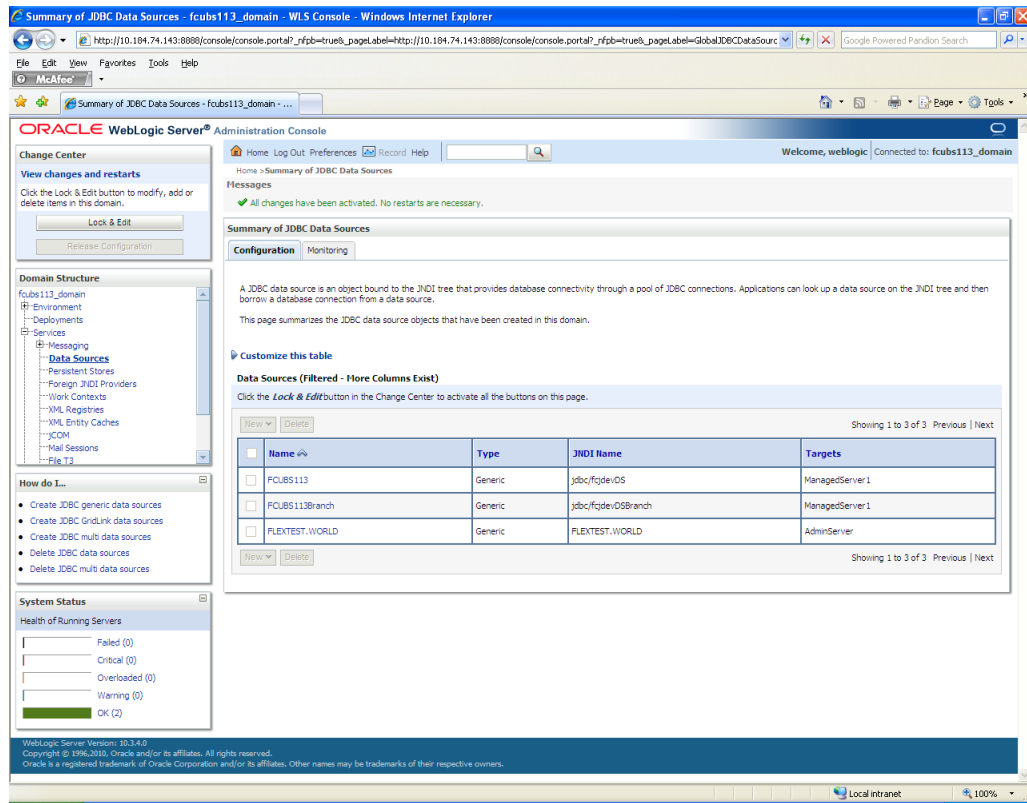 Summary of JDBC Data Sources - fcubs113_domain - WLS Console - Windows Internet Explorer
http://10.184.74.143:8888/console/console.portal?_nfpb=true&_pageLabel=http://10.184.74.143:8888/console/console.portal?_nfpb=true&_pageLabel=GlobalJDBCDataSourc
Google Powered Pandion Search
File Edit View Favorites Tools Help
McAfee
Summary of JDBC Data Sources - fcubs113_domain - ...
Page Tools
ORACLE WebLogic Server® Administration Console
Change Center
View changes and restarts
Click the Lock & Edit button to modify, add or
delete items in this domain.
Lock & Edit
Release Configuration
Domain Structure
fcubs113_domain
Environment
Deployments
Services
Messaging
Data Sources
Persistent Stores
Foreign JNDI Providers
Work Contexts
XML Registries
XML Entity Caches
jCOM
Mail Sessions
File T3
How do I...
Create JDBC generic data sources
Create JDBC GridLink data sources
Create JDBC multi data sources
Delete JDBC data sources
Delete JDBC multi data sources
System Status
Health of Running Servers
Failed (0)
Critical (0)
Overloaded (0)
Warning (0)
OK (2)
Home Log Out Preferences Record Help
Welcome, weblogic Connected to: fcubs113_domain
Home >Summary of JDBC Data Sources
Messages
All changes have been activated. No restarts are necessary.
Summary of JDBC Data Sources
Configuration Monitoring
A JDBC data source is an object bound to the JNDI tree that provides database connectivity through a pool of JDBC connections. Applications can look up a data source on the JNDI tree and then
borrow a database connection from a data source.
This page summarizes the JDBC data source objects that have been created in this domain.
Customize this table
Data Sources (Filtered - More Columns Exist)
Click the Lock & Edit button in the Change Center to activate all the buttons on this page.
New Delete Showing 1 to 3 of 3 Previous | Next
Name Type JNDI Name Targets
FCUBS113 Generic jdbc/fcjdevDS ManagedServer1
FCUBS113Branch Generic jdbc/fcjdevDSBranch ManagedServer1
FLEXTEST.WORLD Generic FLEXTEST.WORLD AdminServer
New Delete Showing 1 to 3 of 3 Previous | Next
WebLogic Server Version: 10.3.4.0
Copyright © 1996,2010, Oracle and/or its affiliates. All rights reserved.
Oracle is a registered trademark of Oracle Corporation and/or its affiliates. Other names may be trademarks of their respective owners.
Local intranet 100%